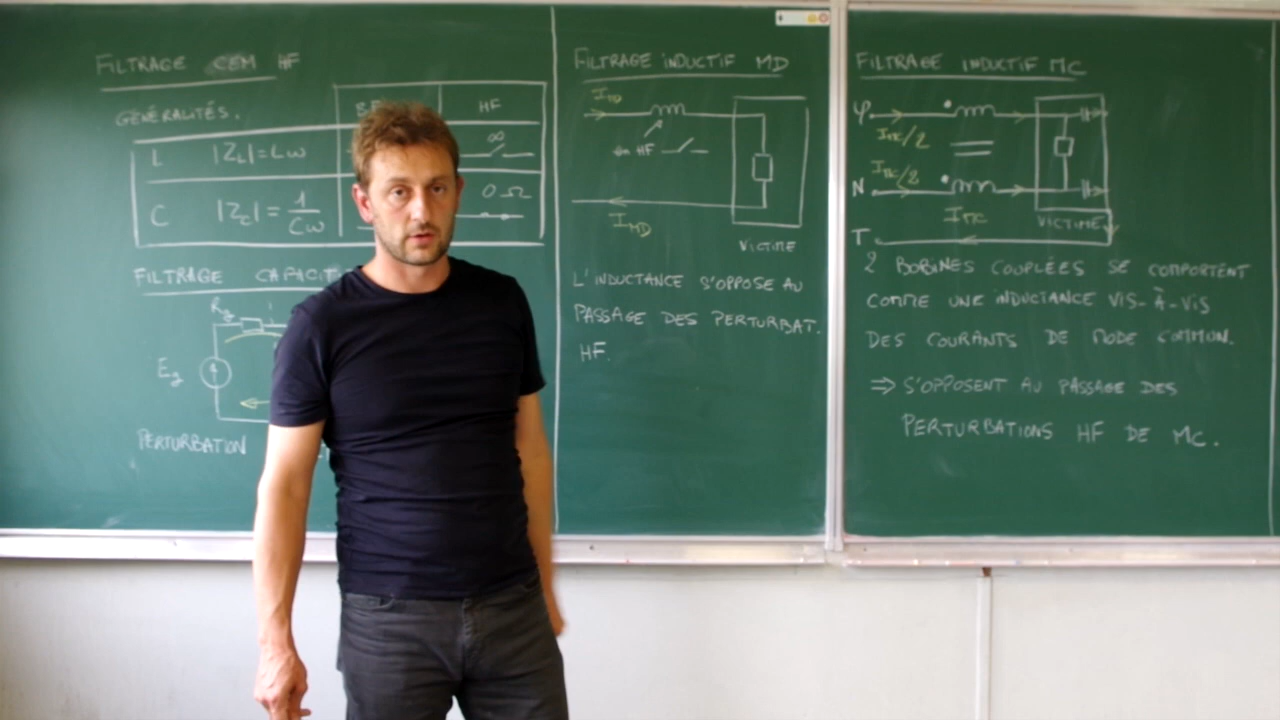 FILTRAGE CEM HF
GÉNÉRALITÉS.
HF
L |ZL| = Lω ∞
C |ZC| = 1/Cω 0 Ω
FILTRAGE
Rg i
Eg
PERTURBATION
FILTRAGE INDUCTIF MD
IMD
HF
IMD
VICTIME
L'INDUCTANCE S'OPPOSE AU
PASSAGE DES PERTURBAT.
HF.
FILTRAGE INDUCTIF MC
φ
IMC/2
IMC/2
N
IMC
VICTIME
T
2 BOBINES COUPLÉES SE COMPORTENT
COMME UNE INDUCTANCE VIS-À-VIS
DES COURANTS DE MODE COMMUN.
⇒ S'OPPOSENT AU PASSAGE DES
PERTURBATIONS HF DE MC.